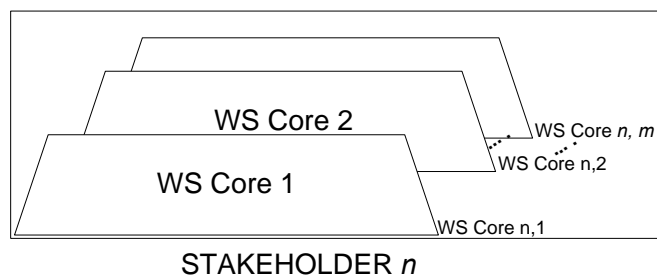 WS Core n, m
WS Core 2
WS Core n,2
WS Core 1
WS Core n,1
STAKEHOLDER n